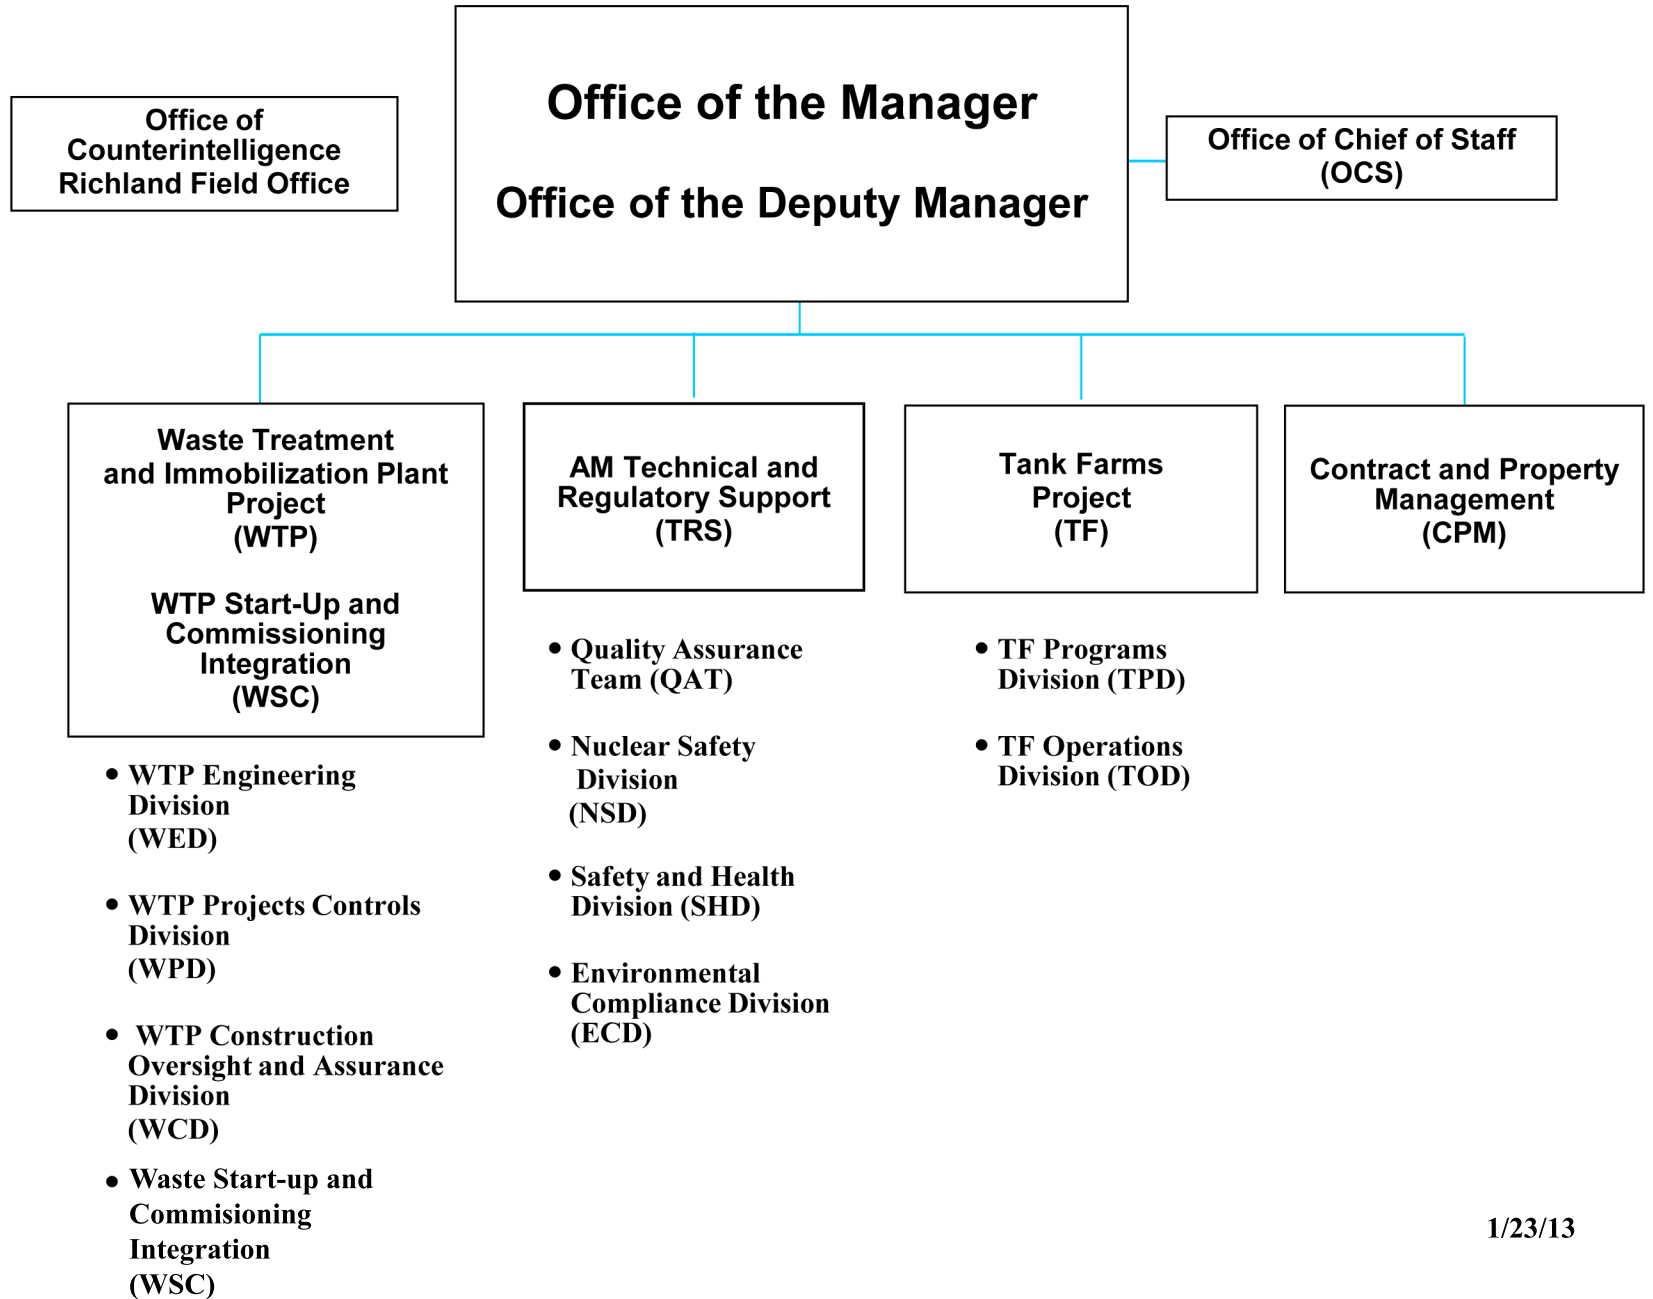 Office of the Manager
Office of the Deputy Manager
Office of
Counterintelligence
Richland Field Office
Office of Chief of Staff
(OCS)
Waste Treatment
and Immobilization Plant
Project
(WTP)
WTP Start-Up and
Commissioning
Integration
(WSC)
• WTP Engineering
Division
(WED)
• WTP Projects Controls
Division
(WPD)
• WTP Construction
Oversight and Assurance
Division
(WCD)
• Waste Start-up and
Commisioning
Integration
(WSC)
AM Technical and
Regulatory Support
(TRS)
• Quality Assurance
Team (QAT)
• Nuclear Safety
Division
(NSD)
• Safety and Health
Division (SHD)
• Environmental
Compliance Division
(ECD)
Tank Farms
Project
(TF)
• TF Programs
Division (TPD)
• TF Operations
Division (TOD)
Contract and Property
Management
(CPM)
1/23/13